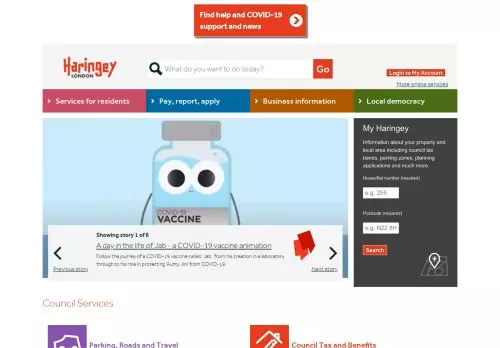 Find help and COVID-19
support and news
Haringey
LONDON
What do you want to do today?
Go
Login to My Account
More online services
Services for residents
Pay, report, apply
Business information
Local democracy
COVID-19
VACCINE
Showing story 1 of 6
A day in the life of Jab - a COVID-19 vaccine animation
Follow the journey of a COVID-19 vaccine called 'Jab' from his creation in a laboratory
through to his role in protecting 'Aunty Jini' from COVID-19.
Previous story
Next story
My Haringey
Information about your property and
local area including council tax
bands, parking zones, planning
applications and much more.
House/flat number (required)
e.g. 255
Postcode (required)
e.g. N22 8H
Search
Council Services
Parking, Roads and Travel
Council Tax and Benefits